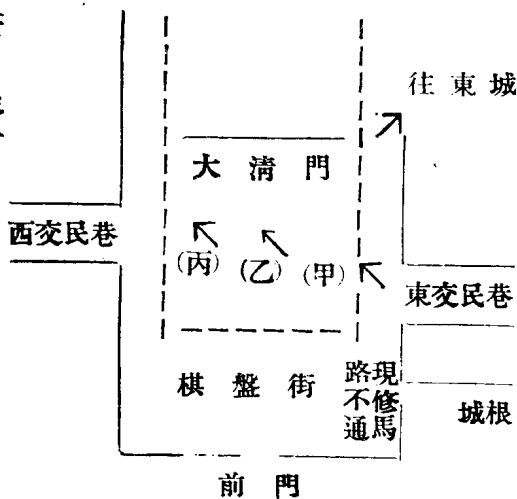 往東城
大清門
西交民巷
(丙) (乙) (甲)
東交民巷
棋盤街
現修馬
路不通
城根
前門